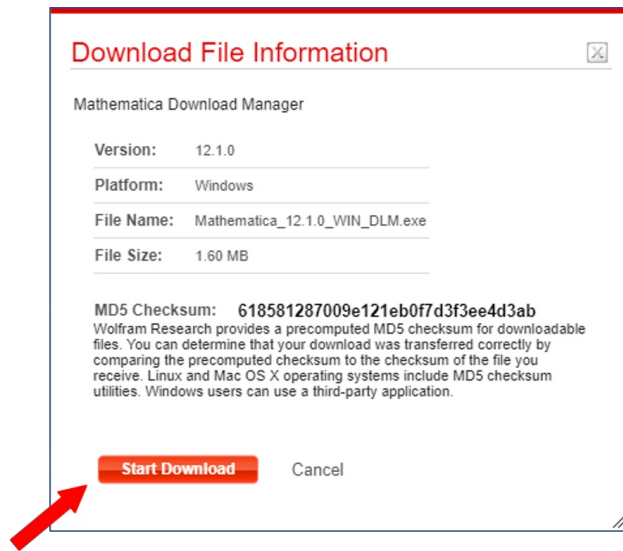 Download File Information
Mathematica Download Manager
Version: 12.1.0
Platform: Windows
File Name: Mathematica_12.1.0_WIN_DLM.exe
File Size: 1.60 MB
MD5 Checksum: 618581287009e121eb0f7d3f3ee4d3ab
Wolfram Research provides a precomputed MD5 checksum for downloadable
files. You can determine that your download was transferred correctly by
comparing the precomputed checksum to the checksum of the file you
receive. Linux and Mac OS X operating systems include MD5 checksum
utilities. Windows users can use a third-party application.
Start Download Cancel